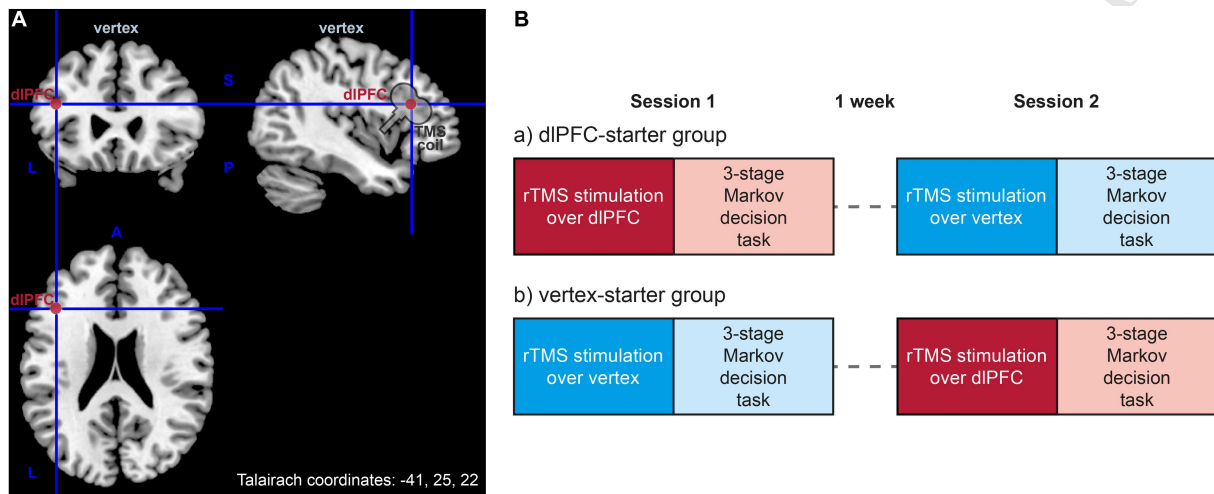 A
vertex
vertex
dlPFC
S
dlPFC
TMS
coil
L
P
A
dlPFC
L
Talairach coordinates: -41, 25, 22
B
Session 1
1 week
Session 2
a) dlPFC-starter group
rTMS stimulation
over dlPFC
3-stage
Markov
decision
task
rTMS stimulation
over vertex
3-stage
Markov
decision
task
b) vertex-starter group
rTMS stimulation
over vertex
3-stage
Markov
decision
task
rTMS stimulation
over dlPFC
3-stage
Markov
decision
task